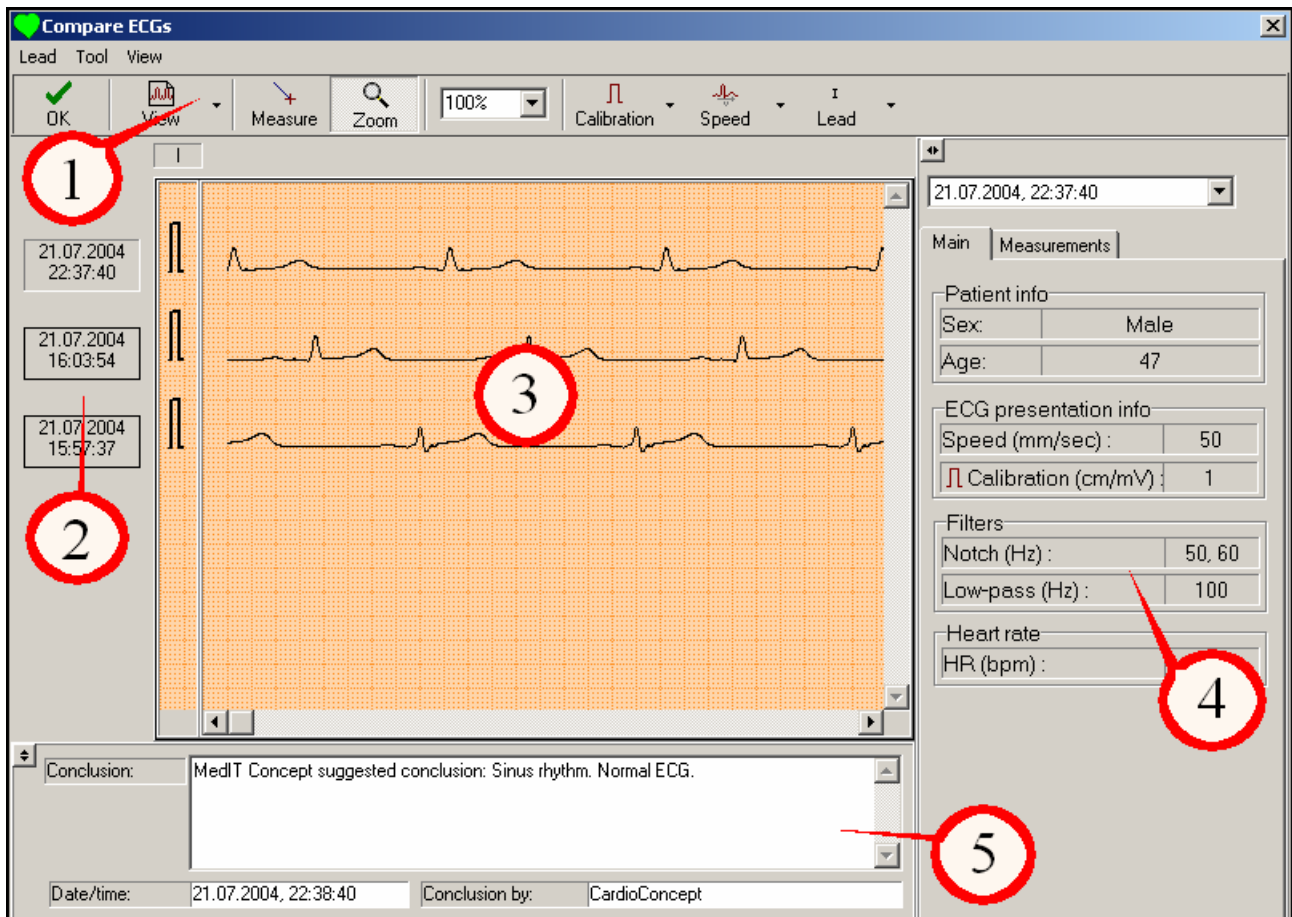 Compare ECGs
Lead Tool View
OK View Measure Zoom 100% Calibration Speed I Lead
1
I
21.07.2004
22:37:40
21.07.2004
16:03:54
21.07.2004
15:57:37
2
3
21.07.2004, 22:37:40
Main Measurements
Patient info
Sex: Male
Age: 47
ECG presentation info
Speed (mm/sec) : 50
Calibration (cm/mV) : 1
Filters
Notch (Hz) : 50, 60
Low-pass (Hz) : 100
Heart rate
HR (bpm) :
4
Conclusion: MedIT Concept suggested conclusion: Sinus rhythm. Normal ECG.
5
Date/time: 21.07.2004, 22:38:40 Conclusion by: CardioConcept